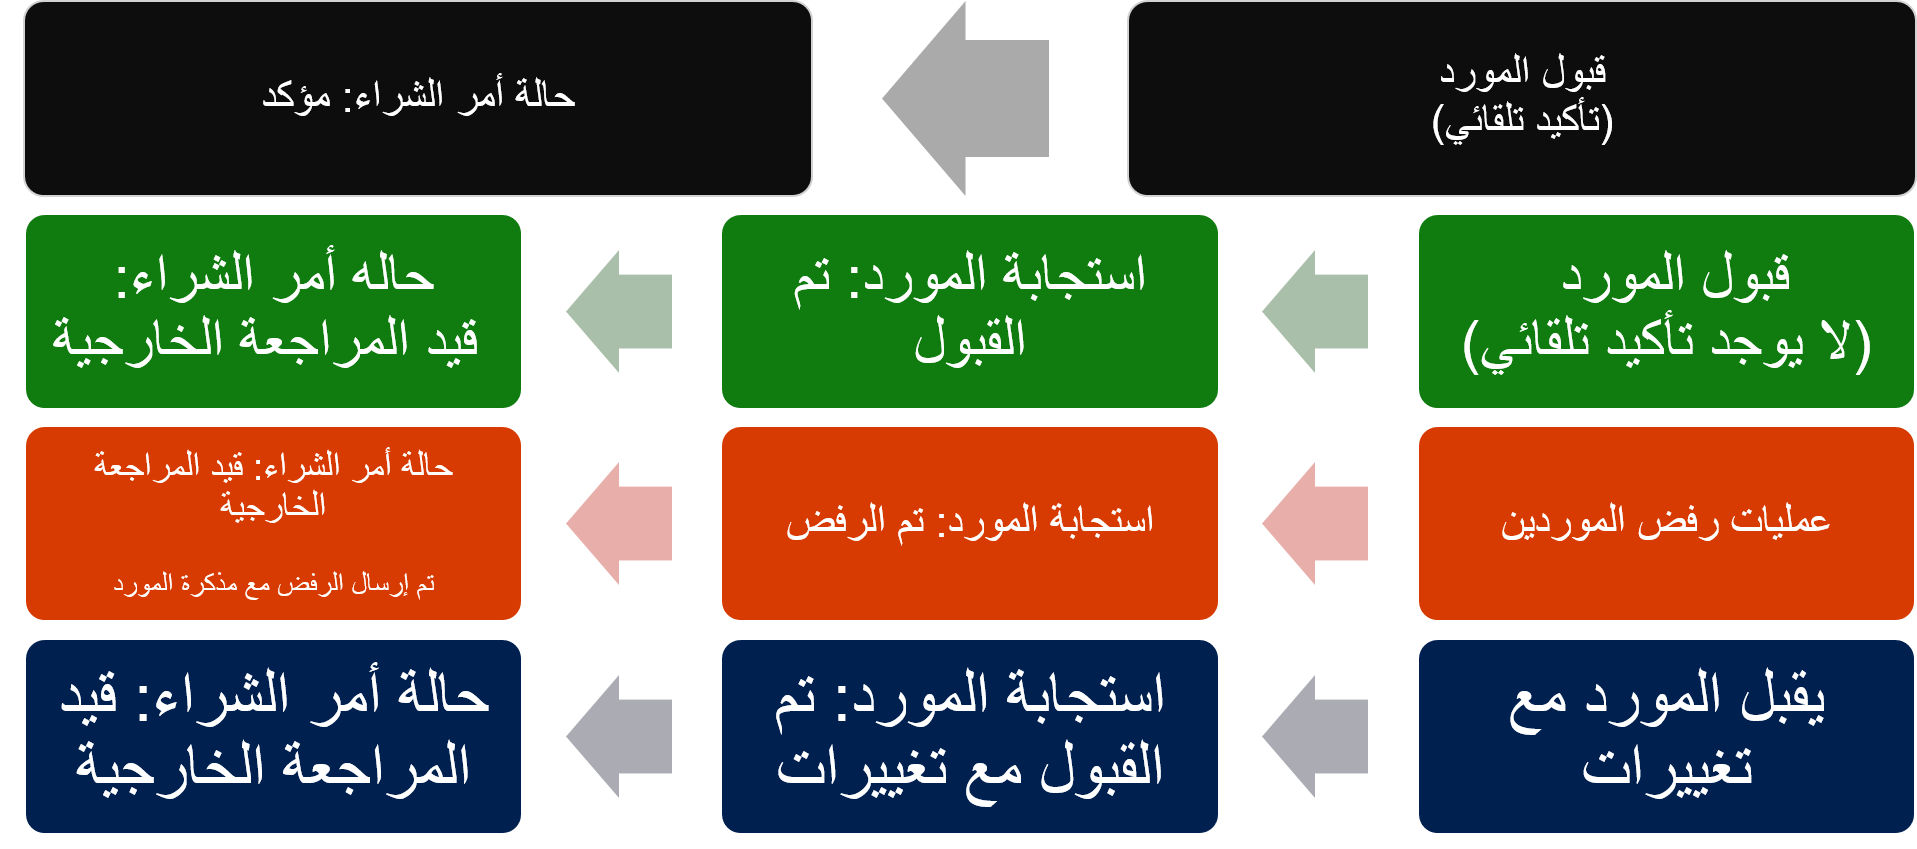 قبول المورد
(تأكيد تلقائي)
حالة أمر الشراء: مؤكد
قبول المورد
(لا يوجد تأكيد تلقائي)
استجابة المورد: تم
القبول
حاله أمر الشراء:
قيد المراجعة الخارجية
عمليات رفض الموردين
استجابة المورد: تم الرفض
حالة أمر الشراء: قيد المراجعة
الخارجية
تم إرسال الرفض مع مذكرة المورد
يقبل المورد مع
تغييرات
استجابة المورد: تم
القبول مع تغييرات
حالة أمر الشراء: قيد
المراجعة الخارجية